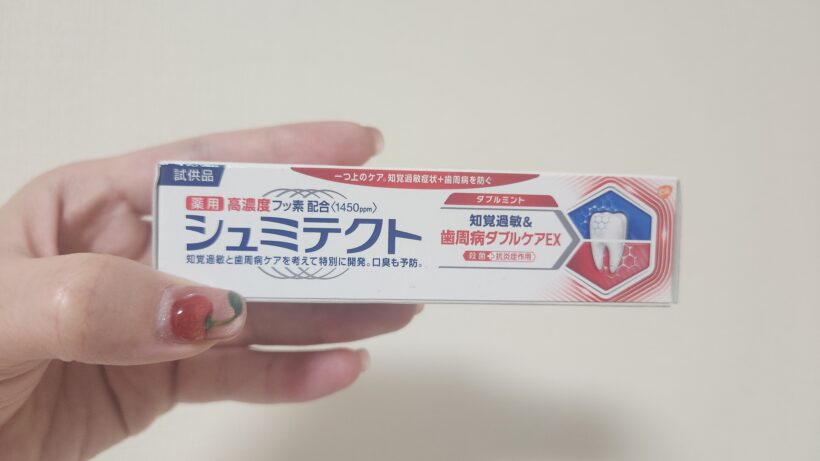 試供品
一つ上のケア。知覚過敏症状+歯周病を防ぐ
薬用 高濃度フッ素 配合〈1450ppm〉
シュミテクト
知覚過敏と歯周病ケアを考えて特別に開発。口臭も予防。
ダブルミント
知覚過敏&
歯周病ダブルケアEX
殺菌 抗炎症作用